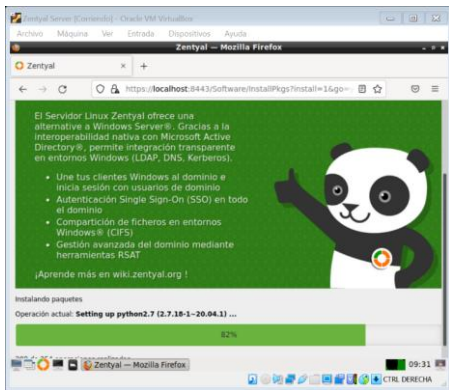 Zentyal Server [Corriendo] - Oracle VM VirtualBox
Archivo Máquina Ver Entrada Dispositivos Ayuda
Zentyal — Mozilla Firefox
Zentyal
https://localhost:8443/Software/InstallPkgs?install=1&go=
El Servidor Linux Zentyal ofrece una
alternative a Windows Server®. Gracias a la
interoperabilidad nativa con Microsoft Active
Directory®, permite integración transparente
en entornos Windows (LDAP, DNS, Kerberos).
• Une tus clientes Windows al dominio e
inicia sesión con usuarios de dominio
• Autenticación Single Sign-On (SSO) en todo
el dominio
• Compartición de ficheros en entornos
Windows® (CIFS)
• Gestión avanzada del dominio mediante
herramientas RSAT
¡Aprende más en wiki.zentyal.org !
Instalando paquetes
Operación actual: Setting up python2.7 (2.7.18-1~20.04.1) ...
82%
Zentyal — Mozilla Firefox
09:31
CTRL DERECHA